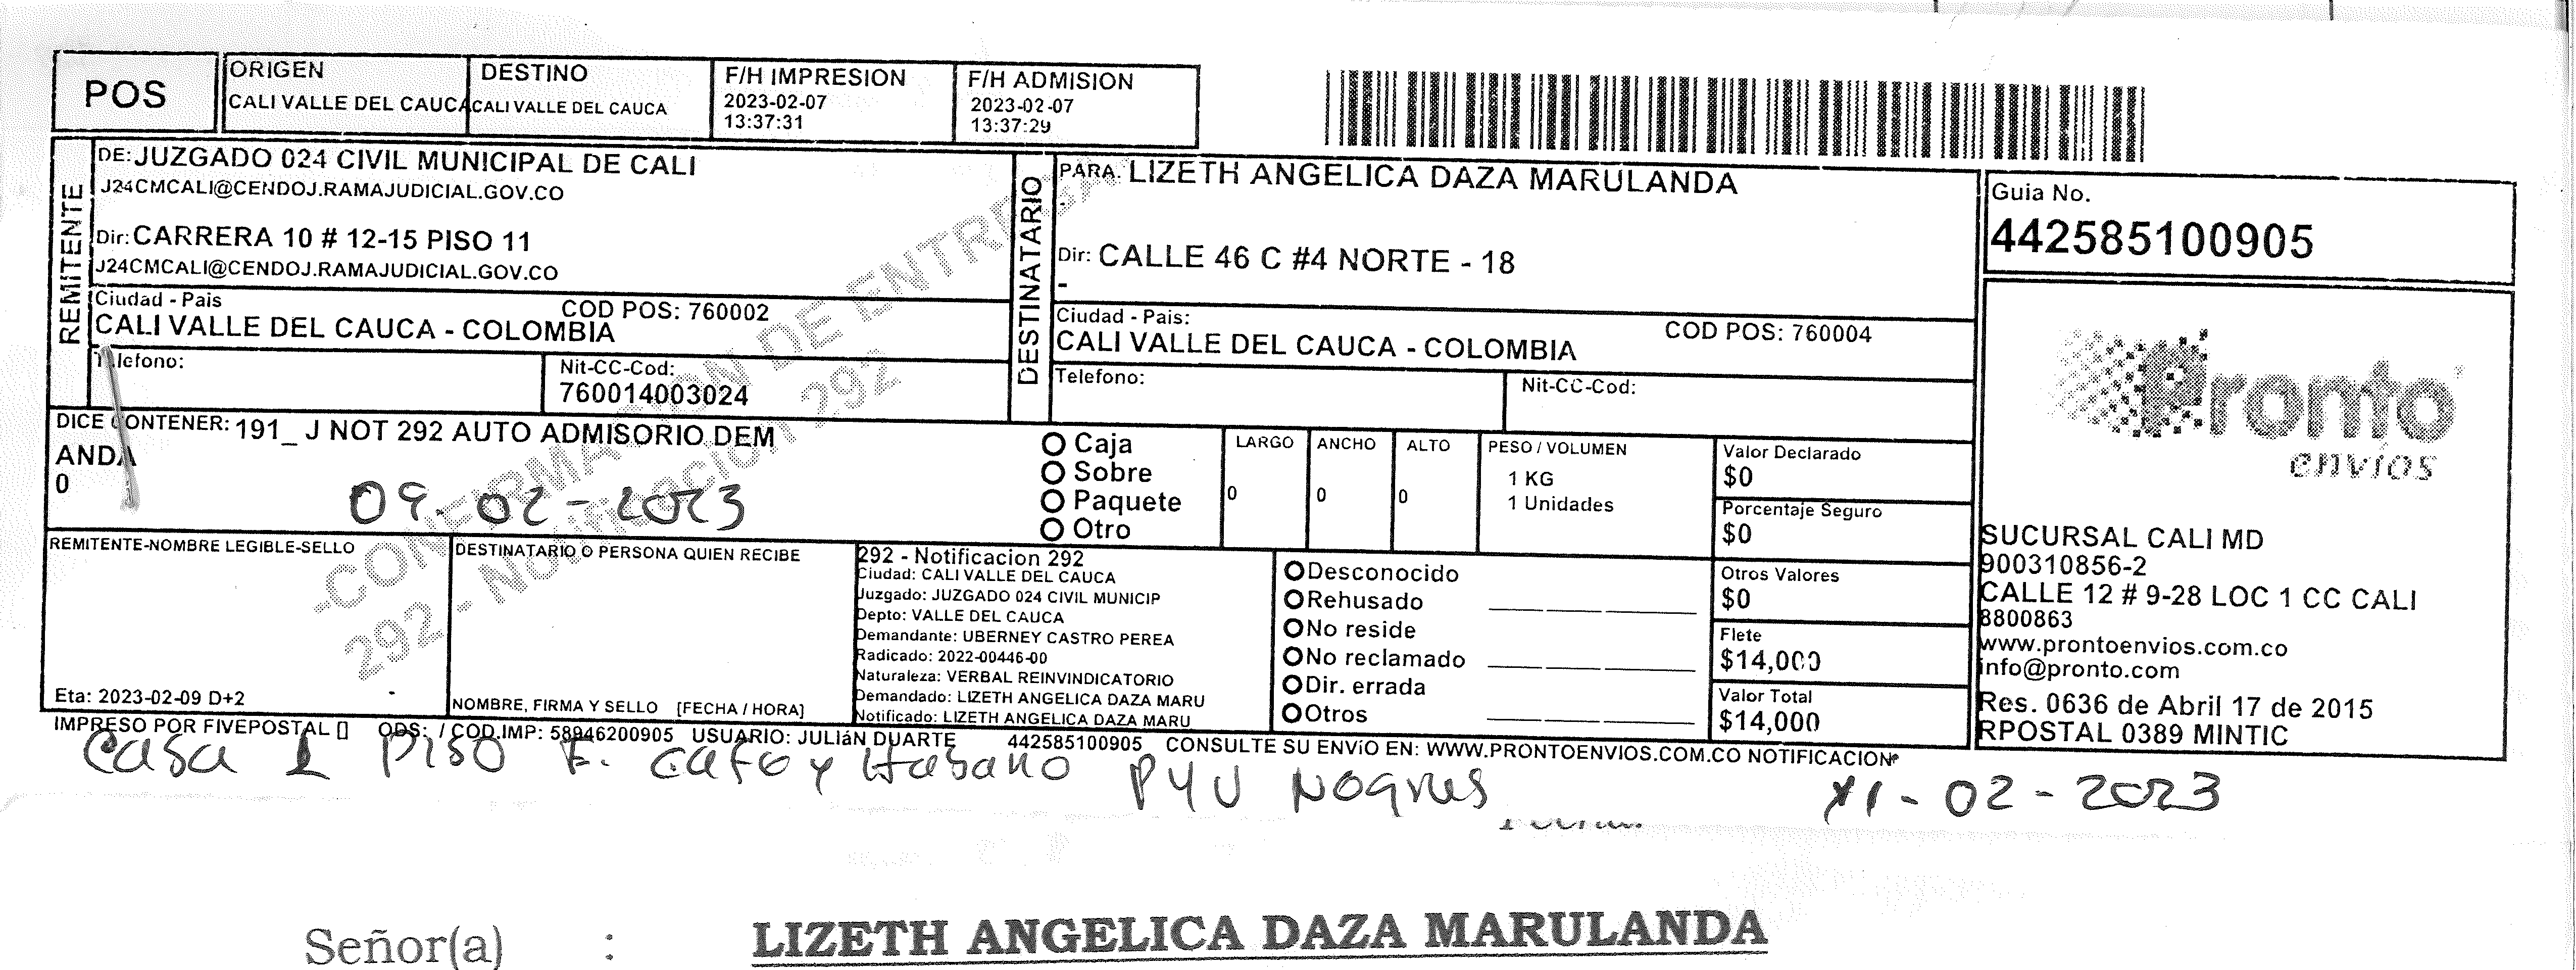 POS
ORIGEN
CALI VALLE DEL CAUCA
DESTINO
CALI VALLE DEL CAUCA
F/H IMPRESION
2023-02-07
13:37:31
F/H ADMISION
2023-02-07
13:37:29
REMITENTE
DE: JUZGADO 024 CIVIL MUNICIPAL DE CALI
J24CMCALI@CENDOJ.RAMAJUDICIAL.GOV.CO
Dir: CARRERA 10 # 12-15 PISO 11
J24CMCALI@CENDOJ.RAMAJUDICIAL.GOV.CO
Ciudad - Pais
COD POS: 760002
CALI VALLE DEL CAUCA - COLOMBIA
Telefono:
Nit-CC-Cod:
760014003024
DESTINATARIO
PARA: LIZETH ANGELICA DAZA MARULANDA
-
Dir: CALLE 46 C #4 NORTE - 18
-
Ciudad - Pais:
COD POS: 760004
CALI VALLE DEL CAUCA - COLOMBIA
Telefono:
Nit-CC-Cod:
Guia No.
442585100905
Pronto
envíos
DICE CONTENER: 191_ J NOT 292 AUTO ADMISORIO DEM
ANDA
0
09-02-2023
-CONFIRMACION DE ENTREGA-
292 - Notificacion 292
Caja
Sobre
Paquete
Otro
LARGO
0
ANCHO
0
ALTO
0
PESO / VOLUMEN
1 KG
1 Unidades
Valor Declarado
$0
Porcentaje Seguro
$0
Otros Valores
$0
Flete
$14,000
Valor Total
$14,000
REMITENTE-NOMBRE LEGIBLE-SELLO
Eta: 2023-02-09 D+2
DESTINATARIO O PERSONA QUIEN RECIBE
NOMBRE, FIRMA Y SELLO [FECHA / HORA]
292 - Notificacion 292
Ciudad: CALI VALLE DEL CAUCA
Juzgado: JUZGADO 024 CIVIL MUNICIP
Depto: VALLE DEL CAUCA
Demandante: UBERNEY CASTRO PEREA
Radicado: 2022-00446-00
Naturaleza: VERBAL REINVINDICATORIO
Demandado: LIZETH ANGELICA DAZA MARU
Notificado: LIZETH ANGELICA DAZA MARU
Desconocido
Rehusado
No reside
No reclamado
Dir. errada
Otros
SUCURSAL CALI MD
900310856-2
CALLE 12 # 9-28 LOC 1 CC CALI
8800863
www.prontoenvios.com.co
info@pronto.com
Res. 0636 de Abril 17 de 2015
RPOSTAL 0389 MINTIC
IMPRESO POR FIVEPOSTAL [] ODS: / COD.IMP: 58946200905 USUARIO: JULIáN DUARTE 442585100905 CONSULTE SU ENVíO EN: WWW.PRONTOENVIOS.COM.CO NOTIFICACION
Casa 1 Piso F. Cafe y Habano
11-02-2023
Señor(a) : LIZETH ANGELICA DAZA MARULANDA